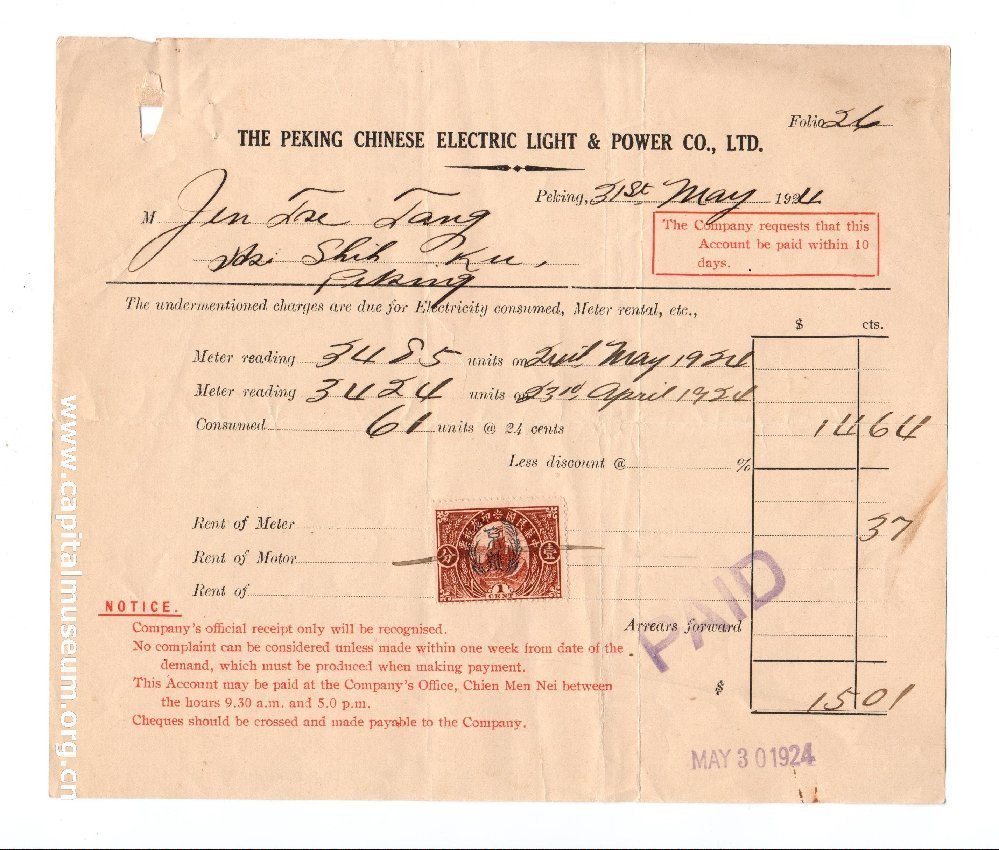 Folio 26
THE PEKING CHINESE ELECTRIC LIGHT & POWER CO., LTD.
Peking, 31st May 1924
M Jen Tse Tang
Shih Ku,
Peking
The Company requests that this
Account be paid within 10
days.
The undermentioned charges are due for Electricity consumed, Meter rental, etc.,
$ cts.
Meter reading 3485 units on May 1924
Meter reading 3424 units on 23rd April 1924
Consumed 61 units @ 24 cents 14 64
Less discount @ %
Rent of Meter 37
Rent of Motor
Rent of
壹 分
1
CENT
PAID
NOTICE.
Company's official receipt only will be recognised.
Arrears forward
No complaint can be considered unless made within one week from date of the
demand, which must be produced when making payment.
This Account may be paid at the Company's Office, Chien Men Nei between
the hours 9.30 a.m. and 5.0 p.m.
Cheques should be crossed and made payable to the Company.
15 01
MAY 30 1924
www.capitalmuseum.org.cn